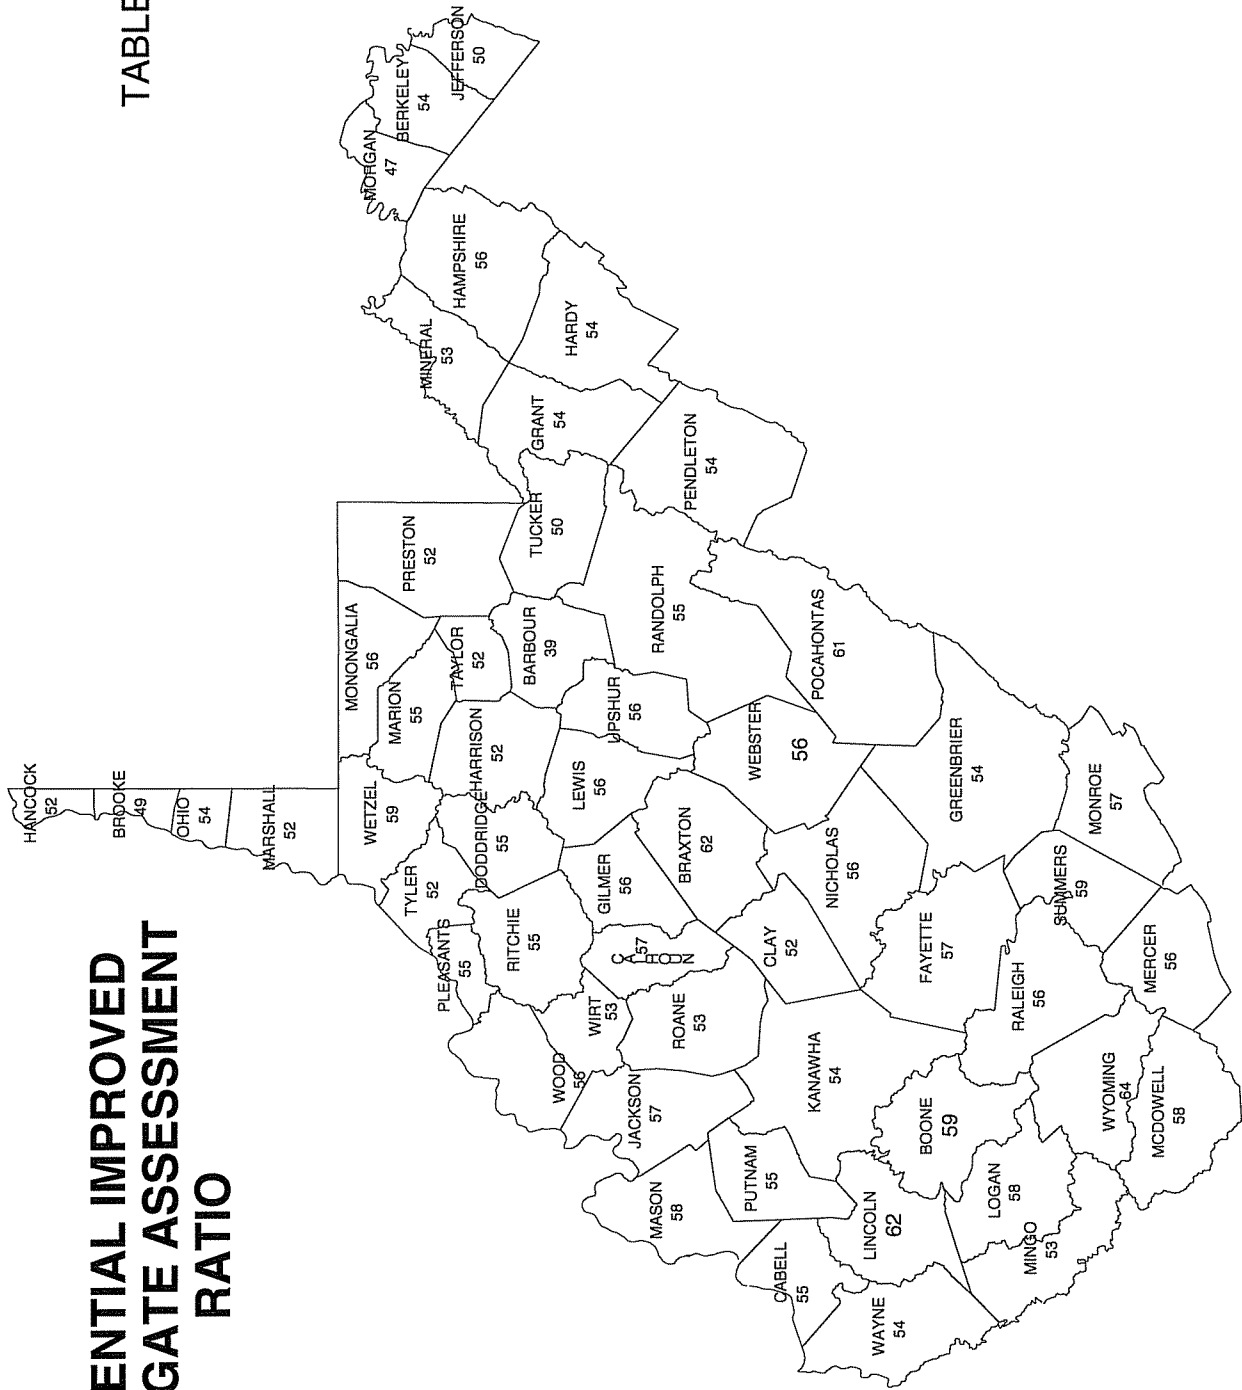 ENTIAL IMPROVED
GATE ASSESSMENT
RATIO
TABLE
HANCOCK
52
BROOKE
49
OHIO
54
MARSHALL
52
WETZEL
59
MONONGALIA
56
MARION
55
PRESTON
52
TAYLOR
52
TYLER
52
PLEASANTS
55
DODDRIDGE
55
HARRISON
52
BARBOUR
39
TUCKER
50
GRANT
54
MINERAL
53
HAMPSHIRE
56
MORGAN
47
BERKELEY
54
JEFFERSON
50
HARDY
54
PENDLETON
54
RANDOLPH
55
UPSHUR
56
LEWIS
56
GILMER
56
RITCHIE
55
WOOD
56
WIRT
53
CALHOUN
57
ROANE
53
JACKSON
57
MASON
58
PUTNAM
55
CABELL
55
WAYNE
54
LINCOLN
62
KANAWHA
54
CLAY
52
BRAXTON
62
WEBSTER
56
POCAHONTAS
61
NICHOLAS
56
GREENBRIER
54
FAYETTE
57
BOONE
59
LOGAN
58
MINGO
53
RALEIGH
56
SUMMERS
59
MONROE
57
MERCER
56
WYOMING
64
MCDOWELL
58